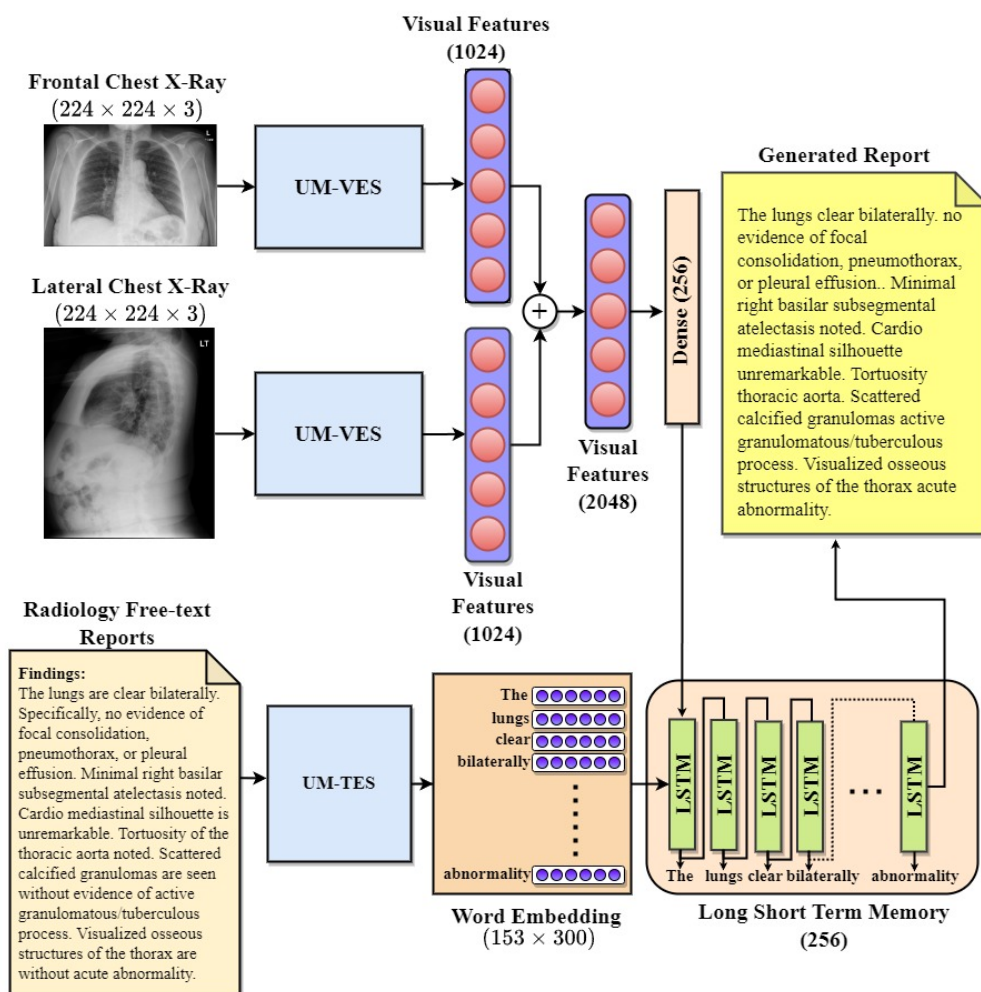 Visual Features
(1024)
Frontal Chest X-Ray
(224 × 224 × 3)
L
UM-VES
Lateral Chest X-Ray
(224 × 224 × 3)
LT
UM-VES
+
Visual
Features
(1024)
Visual
Features
(2048)
Dense (256)
Generated Report
The lungs clear bilaterally. no
evidence of focal
consolidation, pneumothorax,
or pleural effusion.. Minimal
right basilar subsegmental
atelectasis noted. Cardio
mediastinal silhouette
unremarkable. Tortuosity
thoracic aorta. Scattered
calcified granulomas active
granulomatous/tuberculous
process. Visualized osseous
structures of the thorax acute
abnormality.
Radiology Free-text
Reports
Findings:
The lungs are clear bilaterally.
Specifically, no evidence of
focal consolidation,
pneumothorax, or pleural
effusion. Minimal right basilar
subsegmental atelectasis noted.
Cardio mediastinal silhouette is
unremarkable. Tortuosity of the
thoracic aorta noted. Scattered
calcified granulomas are seen
without evidence of active
granulomatous/tuberculous
process. Visualized osseous
structures of the thorax are
without acute abnormality.
UM-TES
The
lungs
clear
bilaterally
abnormality
Word Embedding
(153 × 300)
LSTM
LSTM
LSTM
LSTM
...
LSTM
The lungs clear bilaterally abnormality
Long Short Term Memory
(256)